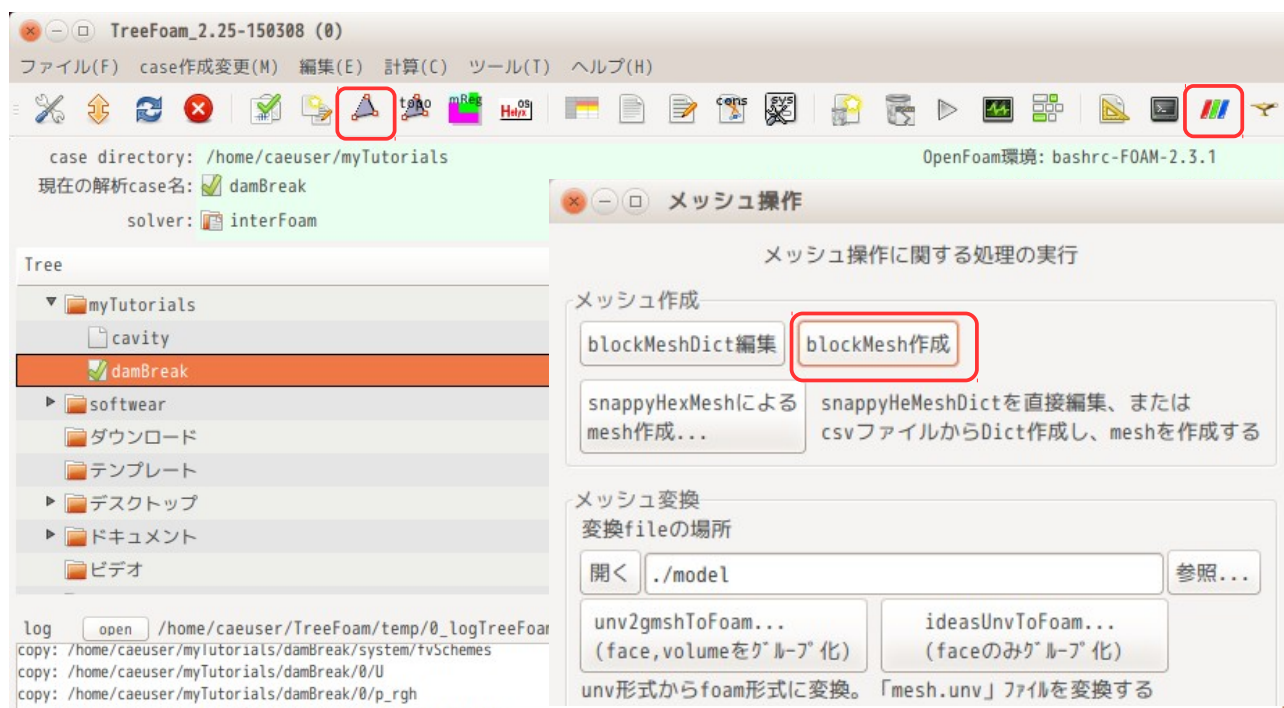 TreeFoam_2.25-150308 (0)
ファイル(F) case作成変更(M) 編集(E) 計算(C) ツール(T) ヘルプ(H)
topo mReg Helyx OS cons sys
case directory: /home/caeuser/myTutorials
OpenFoam環境: bashrc-FOAM-2.3.1
現在の解析case名: damBreak
solver: interFoam
Tree
myTutorials
cavity
damBreak
softwear
ダウンロード
テンプレート
デスクトップ
ドキュメント
ビデオ
log open /home/caeuser/TreeFoam/temp/0_logTreeFoam
copy: /home/caeuser/myTutorials/damBreak/system/fvSchemes
copy: /home/caeuser/myTutorials/damBreak/0/U
copy: /home/caeuser/myTutorials/damBreak/0/p_rgh
メッシュ操作
メッシュ操作に関する処理の実行
メッシュ作成
blockMeshDict編集 blockMesh作成
snappyHexMeshによる
mesh作成...
snappyHeMeshDictを直接編集、または
csvファイルからDict作成し、meshを作成する
メッシュ変換
変換fileの場所
開く ./model 参照...
unv2gmshToFoam...
(face,volumeをｸﾞﾙｰﾌﾟ化)
ideasUnvToFoam...
(faceのみｸﾞﾙｰﾌﾟ化)
unv形式からfoam形式に変換。「mesh.unv」ﾌｧｲﾙを変換する